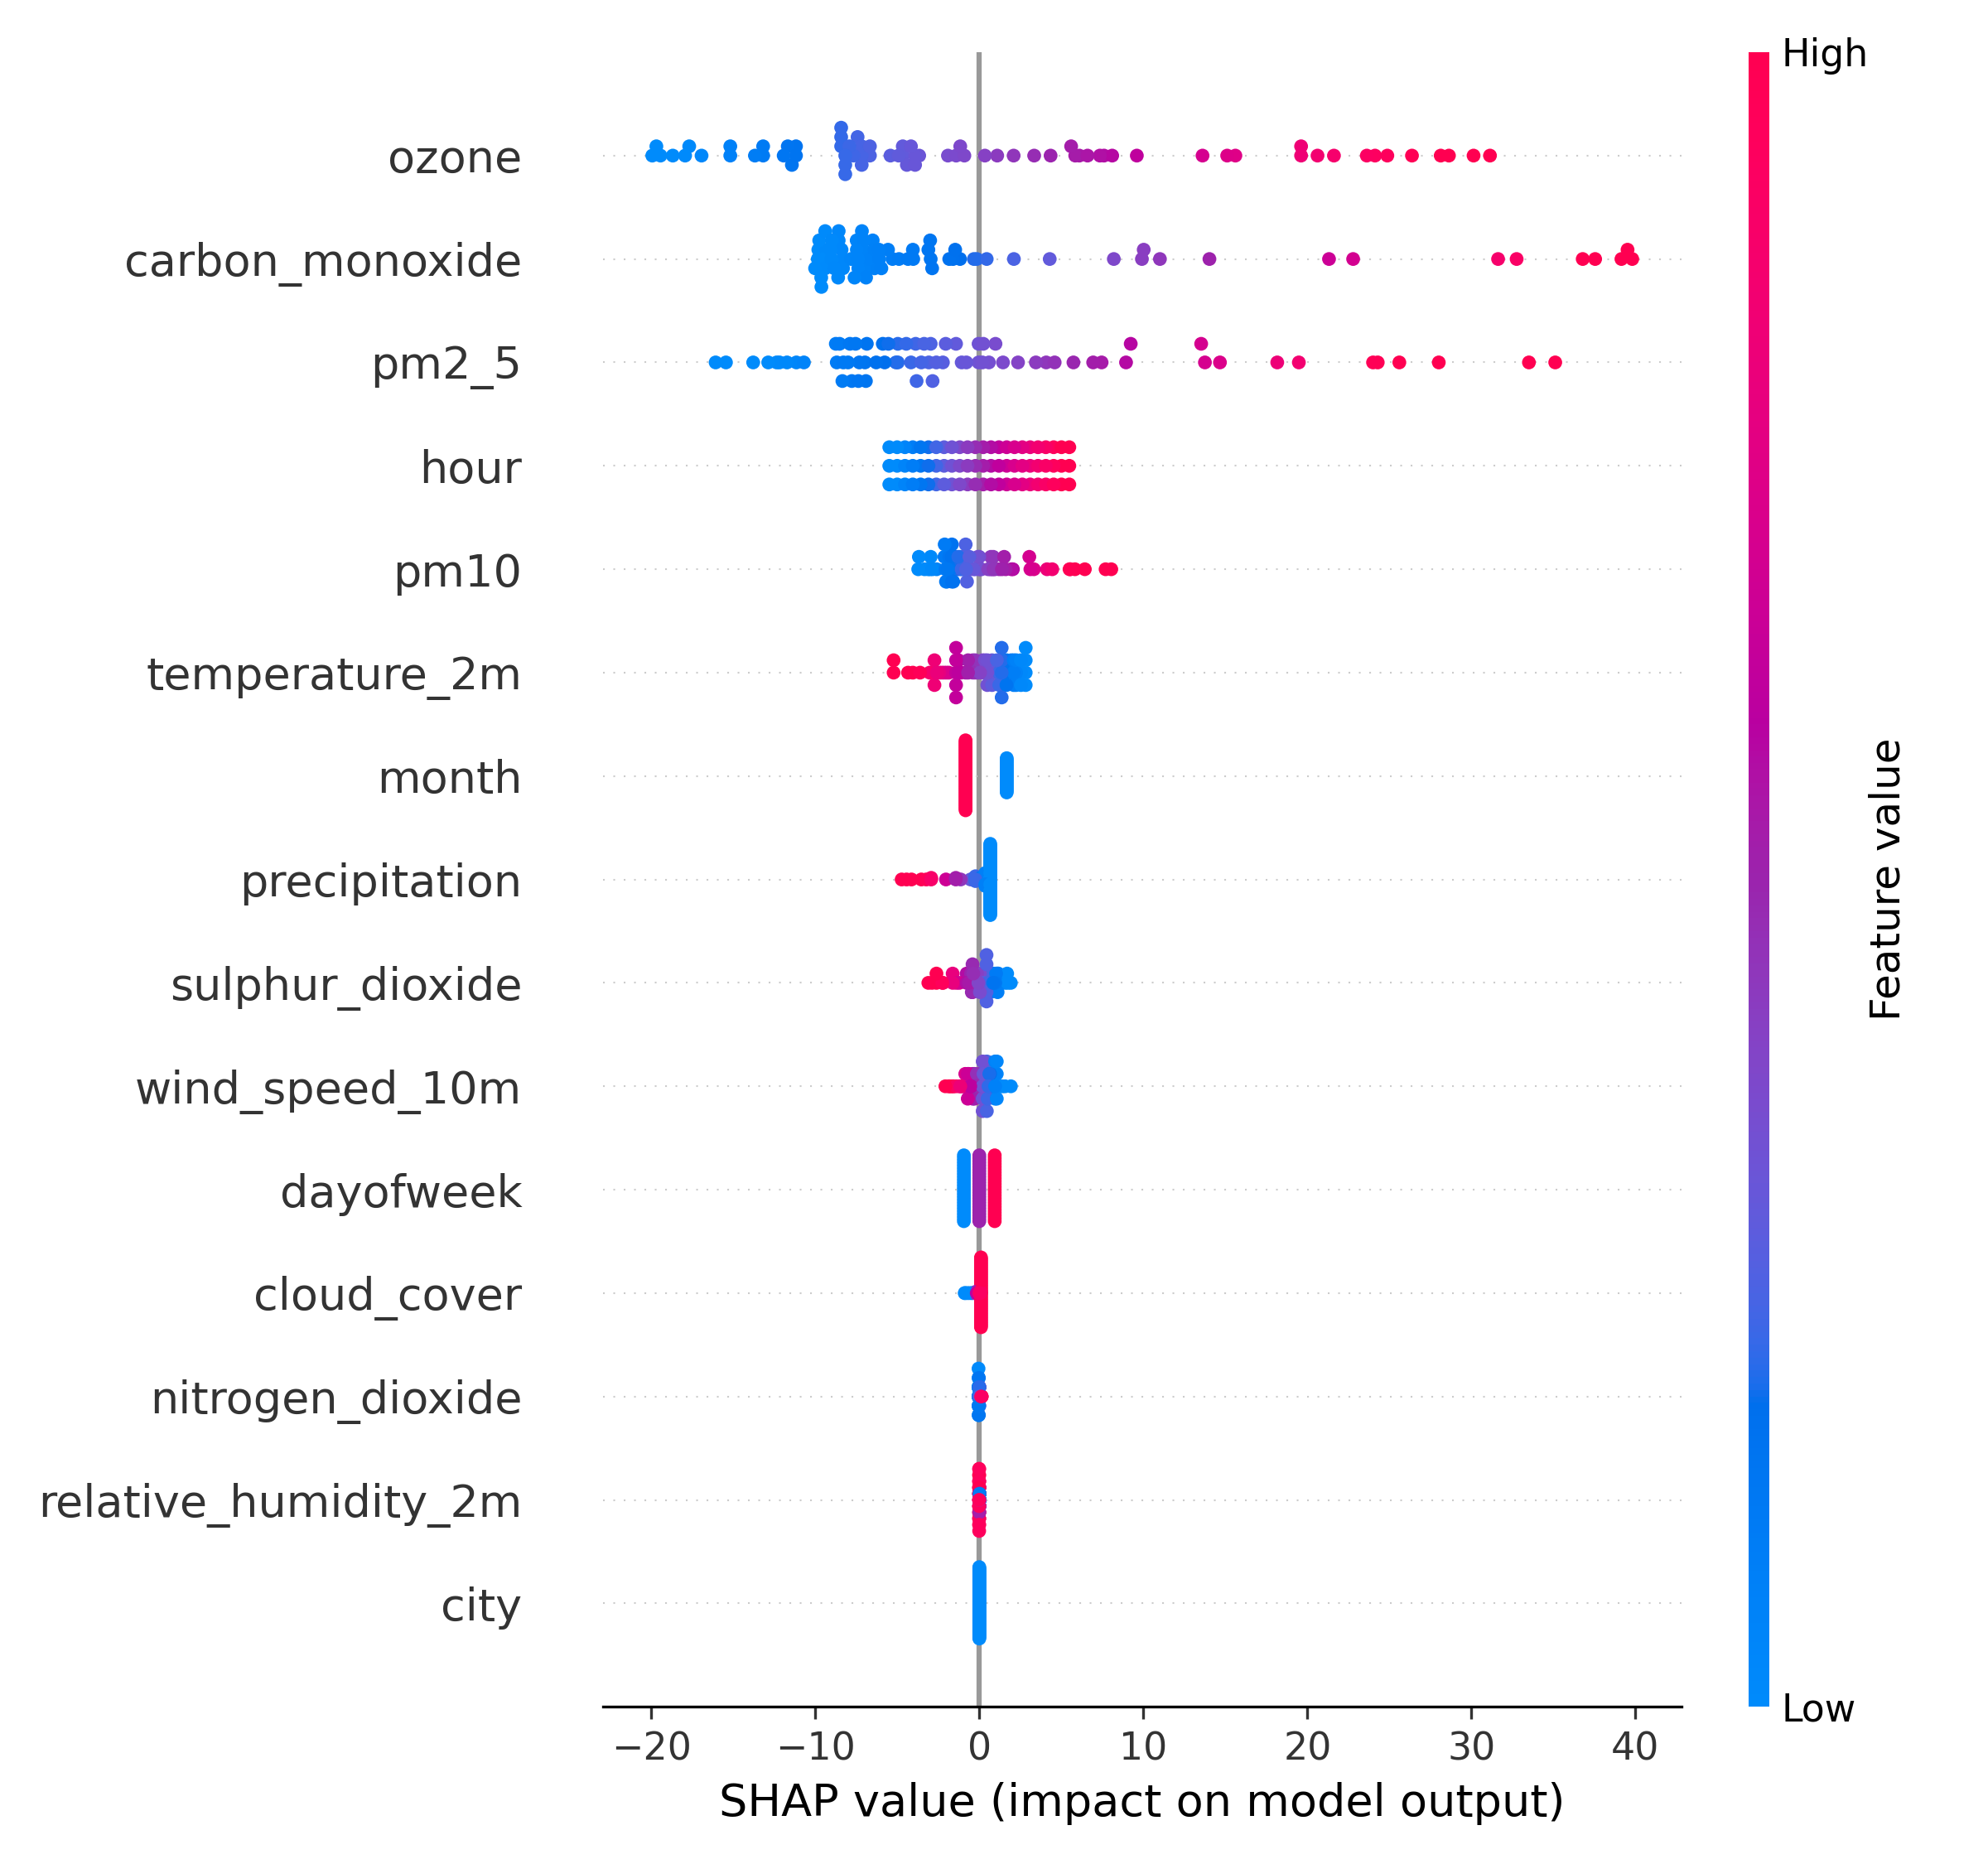 High
ozone
carbon_monoxide
pm2_5
hour
pm10
temperature_2m
month
precipitation
sulphur_dioxide
wind_speed_10m
dayofweek
cloud_cover
nitrogen_dioxide
relative_humidity_2m
city
Feature value
Low
−20 −10 0 10 20 30 40
SHAP value (impact on model output)